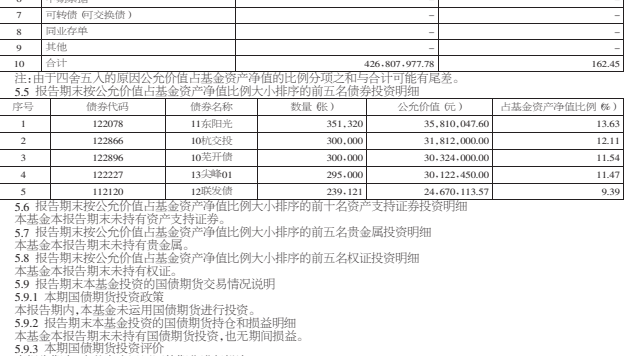 7 可转债(可交换债) – –
8 同业存单 – –
9 其他 – –
10 合计 426,807,977.78 162.45
注:由于四舍五入的原因公允价值占基金资产净值的比例分项之和与合计可能有尾差。
5.5 报告期末按公允价值占基金资产净值比例大小排序的前五名债券投资明细
序号 债券代码 债券名称 数量(张) 公允价值(元) 占基金资产净值比例(%)
1 122078 11东阳光 351,320 35,810,047.60 13.63
2 122866 10杭交投 300,000 31,812,000.00 12.11
3 122896 10芜开债 300,000 30,324,000.00 11.54
4 122227 13尖峰01 295,000 30,122,450.00 11.47
5 112120 12联发债 239,121 24,670,113.57 9.39
5.6 报告期末按公允价值占基金资产净值比例大小排序的前十名资产支持证券投资明细
本基金本报告期末未持有资产支持证券。
5.7 报告期末按公允价值占基金资产净值比例大小排序的前五名贵金属投资明细
本基金本报告期末未持有贵金属。
5.8 报告期末按公允价值占基金资产净值比例大小排序的前五名权证投资明细
本基金本报告期末未持有权证。
5.9 报告期末本基金投资的国债期货交易情况说明
5.9.1 本期国债期货投资政策
本报告期内,本基金未运用国债期货进行投资。
5.9.2 报告期末本基金投资的国债期货持仓和损益明细
本基金本报告期末未持有国债期货投资,也无期间损益。
5.9.3 本期国债期货投资评价